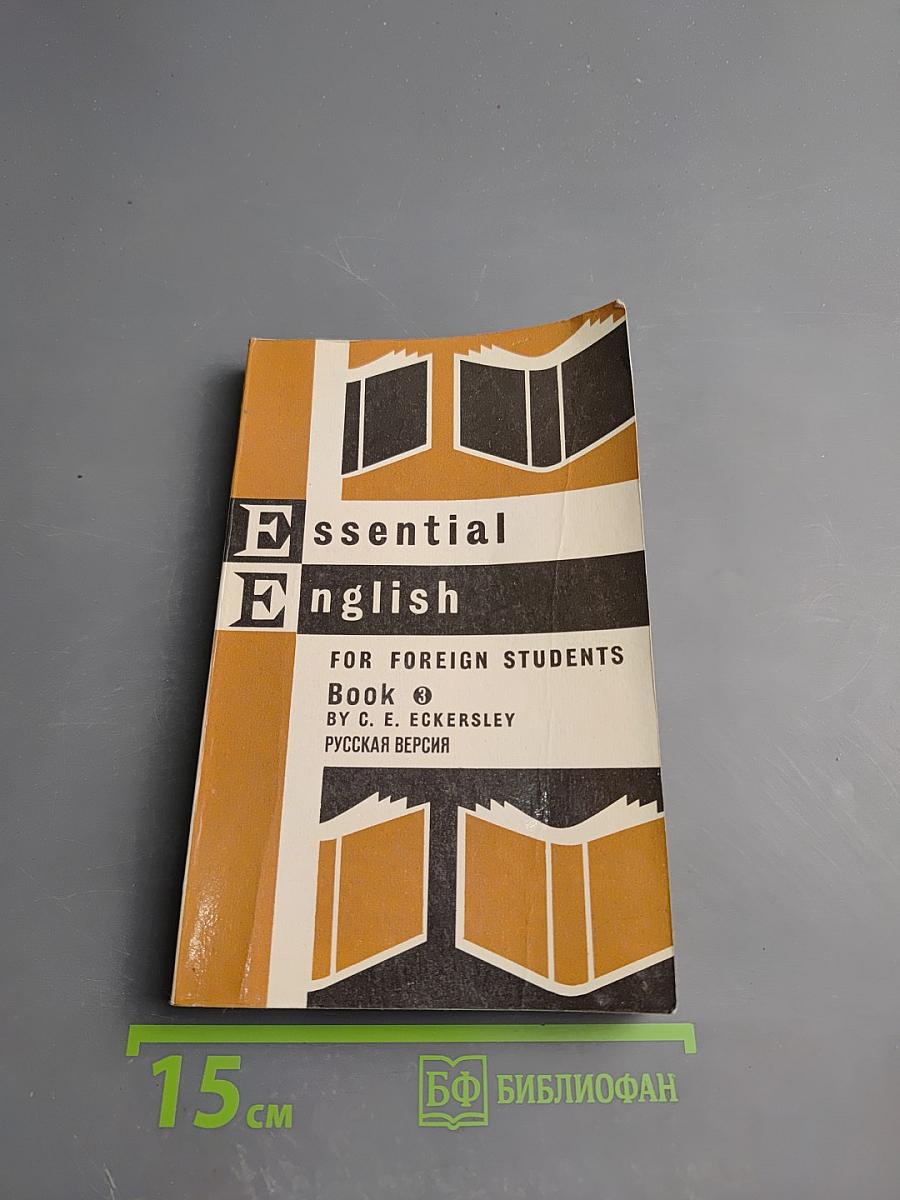 Essential
English
FOR FOREIGN STUDENTS
Book 3
BY C. E. ECKERSLEY
РУССКАЯ ВЕРСИЯ
15 см
БФ БИБЛИОФАН